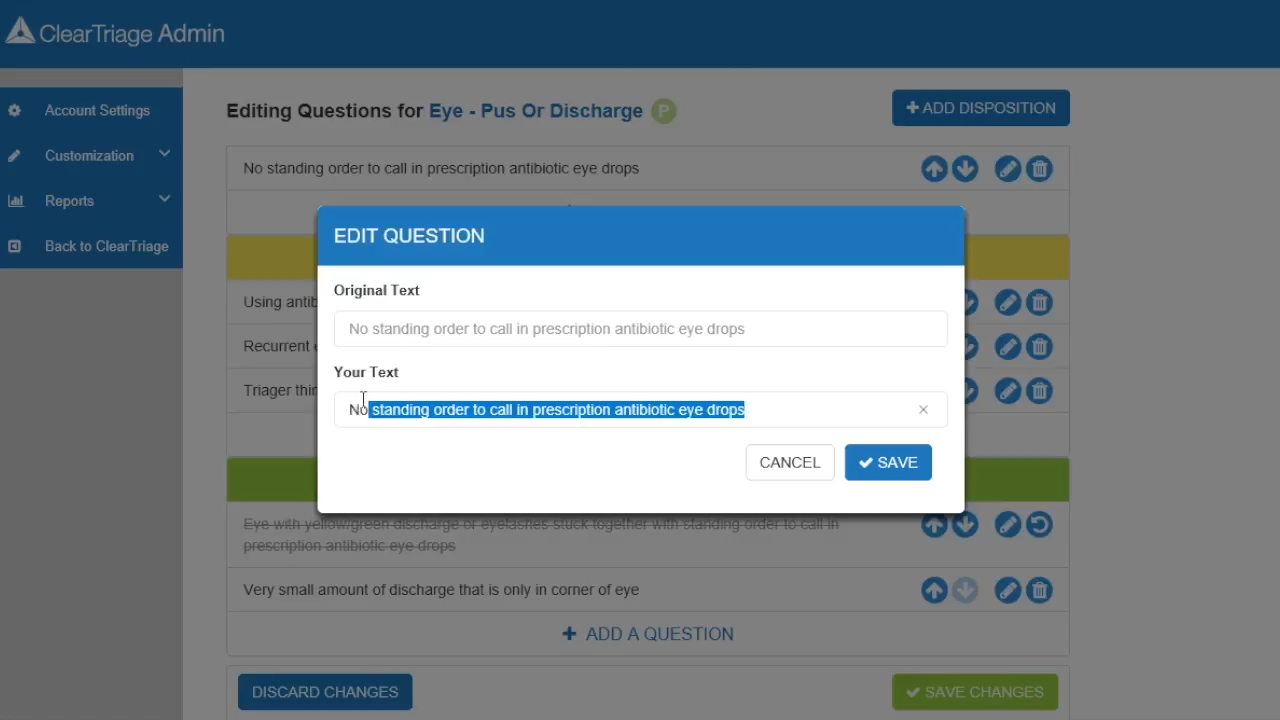 ClearTriage Admin
Account Settings
Customization
Reports
Back to ClearTriage
Editing Questions for Eye - Pus Or Discharge P
+ ADD DISPOSITION
No standing order to call in prescription antibiotic eye drops
EDIT QUESTION
Original Text
No standing order to call in prescription antibiotic eye drops
Your Text
No standing order to call in prescription antibiotic eye drops
CANCEL
SAVE
Using antib
Recurrent
Triager thin
Eye with yellow/green discharge or eyelashes stuck together with standing order to call in
prescription antibiotic eye drops
Very small amount of discharge that is only in corner of eye
+ ADD A QUESTION
DISCARD CHANGES
SAVE CHANGES